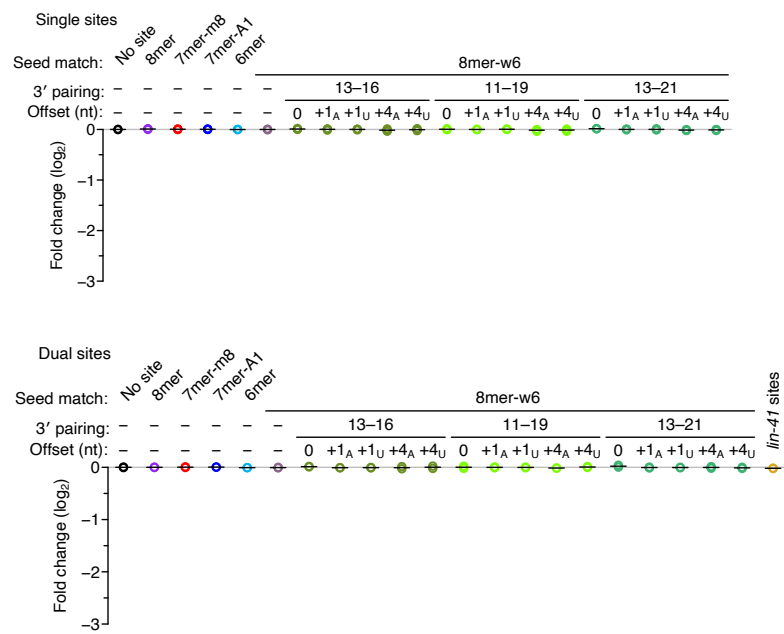 Single sites
No site 8mer 7mer-m8 7mer-A1 6mer
Seed match: 8mer-w6
3′ pairing: – – – – – – 13–16 11–19 13–21
Offset (nt): – – – – – – 0 +1A +1U +4A +4U 0 +1A +1U +4A +4U 0 +1A +1U +4A +4U
0
−1
−2
−3
Fold change (log2)
Dual sites
No site 8mer 7mer-m8 7mer-A1 6mer
Seed match: 8mer-w6
lin-41 sites
3′ pairing: – – – – – – 13–16 11–19 13–21
Offset (nt): – – – – – – 0 +1A +1U +4A +4U 0 +1A +1U +4A +4U 0 +1A +1U +4A +4U
0
−1
−2
−3
Fold change (log2)